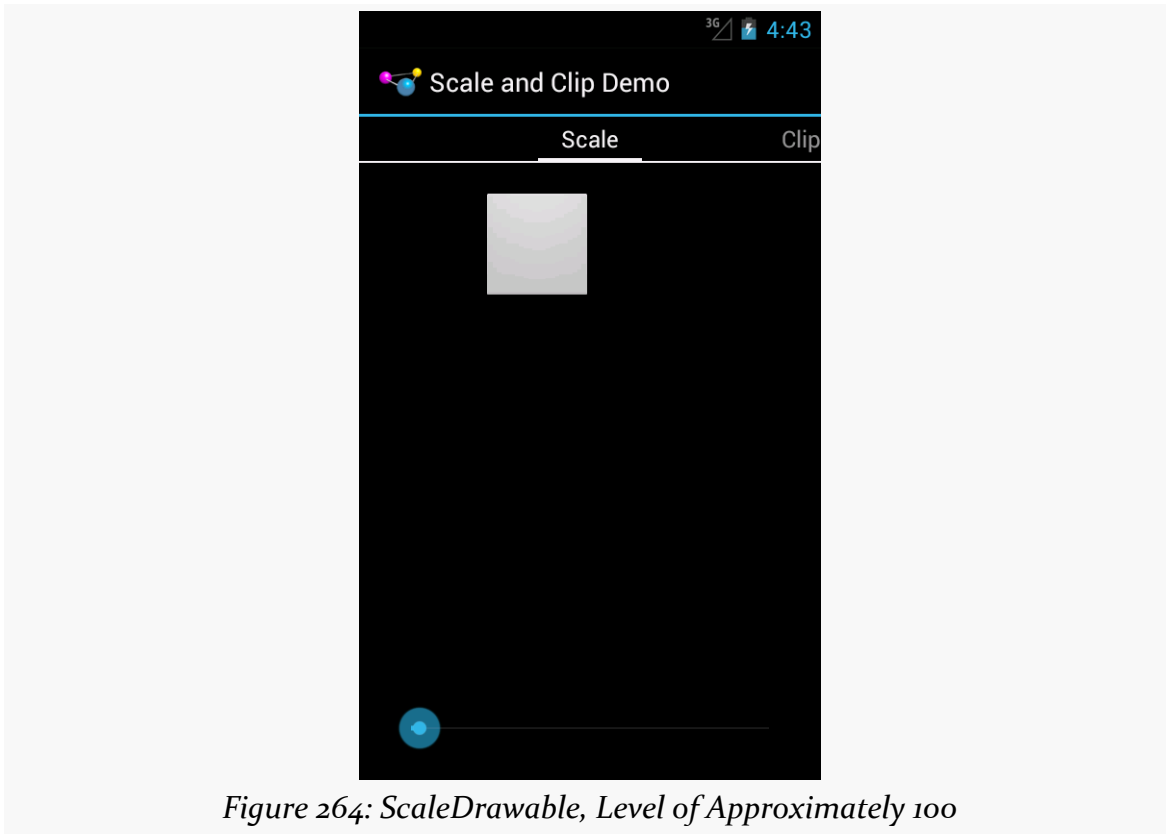 3G 4:43
Scale and Clip Demo
Scale Clip
Figure 264: ScaleDrawable, Level of Approximately 100